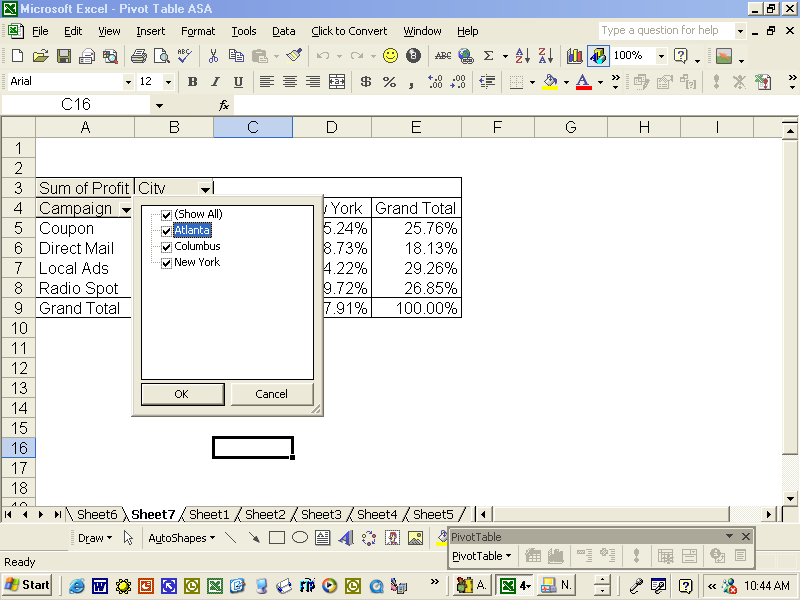 Microsoft Excel - Pivot Table ASA
File Edit View Insert Format Tools Data Click to Convert Window Help Type a question for help
ABC Σ 100%
Arial 12 B I U $ % ,
C16 fx
A B C D E F G H I
1
2
3 Sum of Profit City
4 Campaign York Grand Total
5 Coupon 5.24% 25.76%
6 Direct Mail 8.73% 18.13%
7 Local Ads 4.22% 29.26%
8 Radio Spot 9.72% 26.85%
9 Grand Total 7.91% 100.00%
(Show All)
Atlanta
Columbus
New York
OK Cancel
10
11
12
13
14
15
16
17
18
Sheet6 Sheet7 Sheet1 Sheet2 Sheet3 Sheet4 Sheet5
Draw AutoShapes
PivotTable
PivotTable
Ready
Start A. 4 N. « 10:44 AM